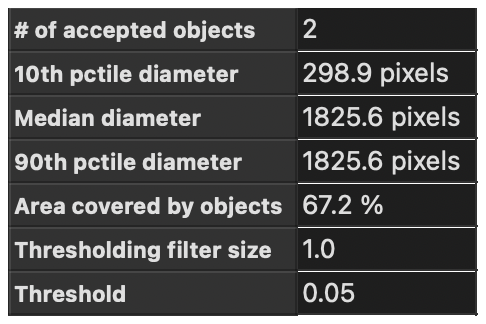 # of accepted objects 2
10th pctile diameter 298.9 pixels
Median diameter 1825.6 pixels
90th pctile diameter 1825.6 pixels
Area covered by objects 67.2 %
Thresholding filter size 1.0
Threshold 0.05